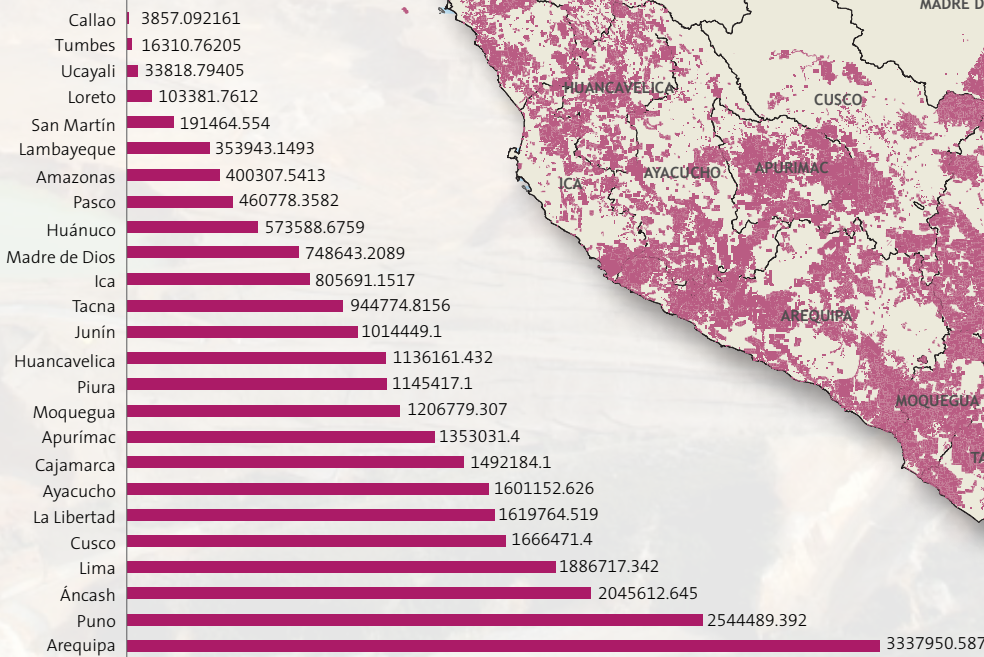 Callao 3857.092161
Tumbes 16310.76205
Ucayali 33818.79405
Loreto 103381.7612
San Martín 191464.554
Lambayeque 353943.1493
Amazonas 400307.5413
Pasco 460778.3582
Huánuco 573588.6759
Madre de Dios 748643.2089
Ica 805691.1517
Tacna 944774.8156
Junín 1014449.1
Huancavelica 1136161.432
Piura 1145417.1
Moquegua 1206779.307
Apurímac 1353031.4
Cajamarca 1492184.1
Ayacucho 1601152.626
La Libertad 1619764.519
Cusco 1666471.4
Lima 1886717.342
Áncash 2045612.645
Puno 2544489.392
Arequipa 3337950.587
MADRE D
HUANCAVELICA
CUSCO
AYACUCHO
APURIMAC
ICA
AREQUIPA
MOQUEGUA
TA